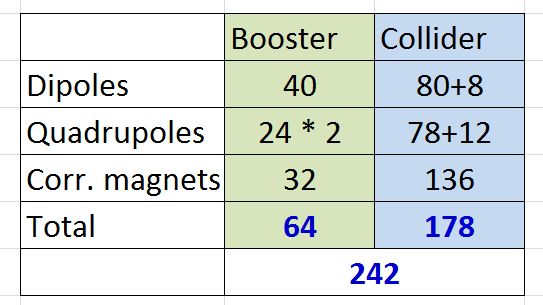 Booster Collider
Dipoles 40 80+8
Quadrupoles 24 * 2 78+12
Corr. magnets 32 136
Total 64 178
242